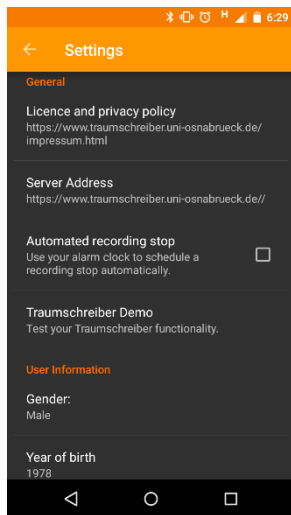 H 6:29
Settings
General
Licence and privacy policy
https://www.traumschreiber.uni-osnabrueck.de/
impressum.html
Server Address
https://www.traumschreiber.uni-osnabrueck.de//
Automated recording stop
Use your alarm clock to schedule a
recording stop automatically.
Traumschreiber Demo
Test your Traumschreiber functionality.
User Information
Gender:
Male
Year of birth
1978